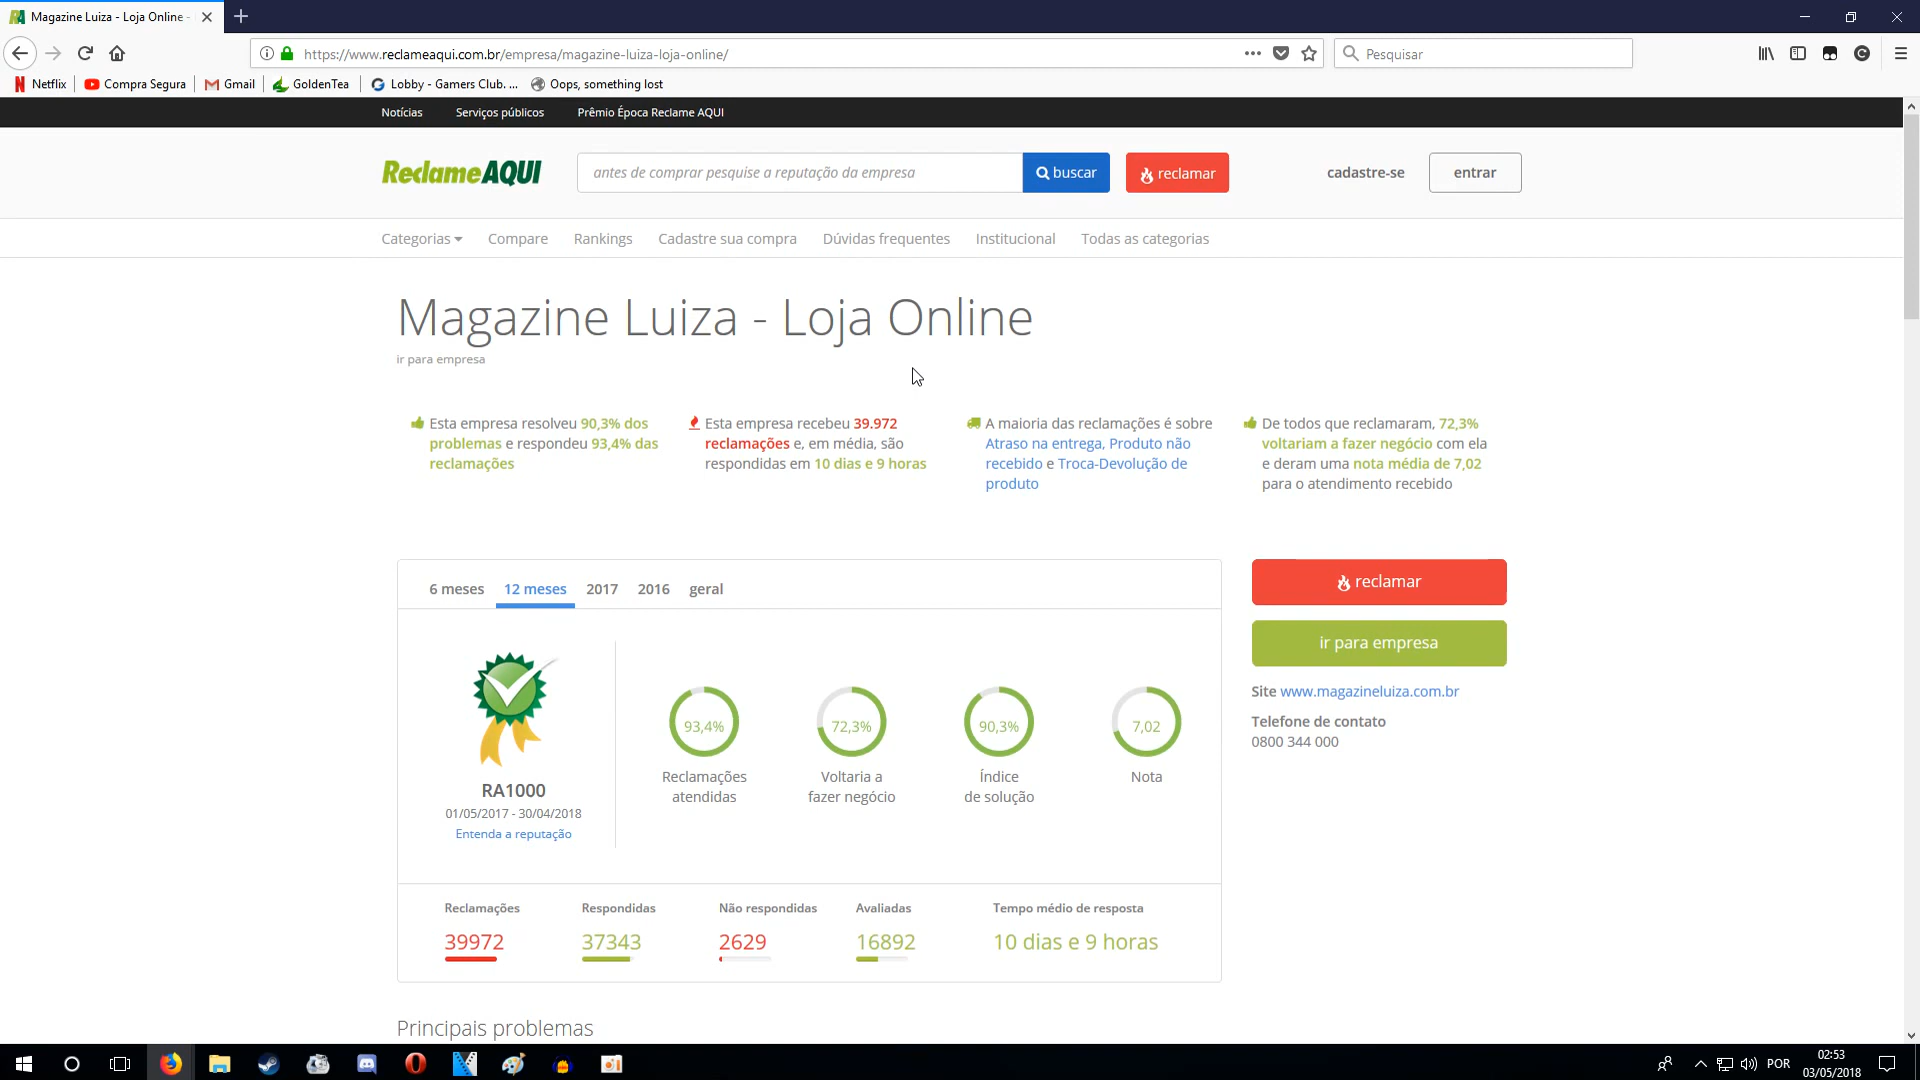 Magazine Luiza - Loja Online -
https://www.reclameaqui.com.br/empresa/magazine-luiza-loja-online/
Pesquisar
Netflix
Compra Segura
Gmail
GoldenTea
Lobby - Gamers Club. ...
Oops, something lost
Notícias
Serviços públicos
Prêmio Época Reclame AQUI
ReclameAQUI
antes de comprar pesquise a reputação da empresa
buscar
reclamar
cadastre-se
entrar
Categorias
Compare
Rankings
Cadastre sua compra
Dúvidas frequentes
Institucional
Todas as categorias
Magazine Luiza - Loja Online
ir para empresa
Esta empresa resolveu 90,3% dos
problemas e respondeu 93,4% das
reclamações
Esta empresa recebeu 39.972
reclamações e, em média, são
respondidas em 10 dias e 9 horas
A maioria das reclamações é sobre
Atraso na entrega, Produto não
recebido e Troca-Devolução de
produto
De todos que reclamaram, 72,3%
voltariam a fazer negócio com ela
e deram uma nota média de 7,02
para o atendimento recebido
6 meses
12 meses
2017
2016
geral
RA1000
01/05/2017 - 30/04/2018
Entenda a reputação
93,4%
Reclamações
atendidas
72,3%
Voltaria a
fazer negócio
90,3%
Índice
de solução
7,02
Nota
reclamar
ir para empresa
Site www.magazineluiza.com.br
Telefone de contato
0800 344 000
Reclamações
39972
Respondidas
37343
Não respondidas
2629
Avaliadas
16892
Tempo médio de resposta
10 dias e 9 horas
Principais problemas
POR
02:53
03/05/2018